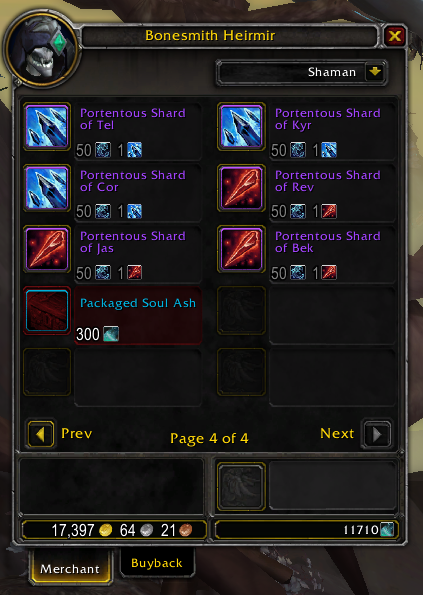 Bonesmith Heirmir
Shaman
Portentous Shard
of Tel
50 1
Portentous Shard
of Kyr
50 1
Portentous Shard
of Cor
50 1
Portentous Shard
of Rev
50 1
Portentous Shard
of Jas
50 1
Portentous Shard
of Bek
50 1
Packaged Soul Ash
300
Prev
Page 4 of 4
Next
17,397 64 21
11710
Merchant
Buyback